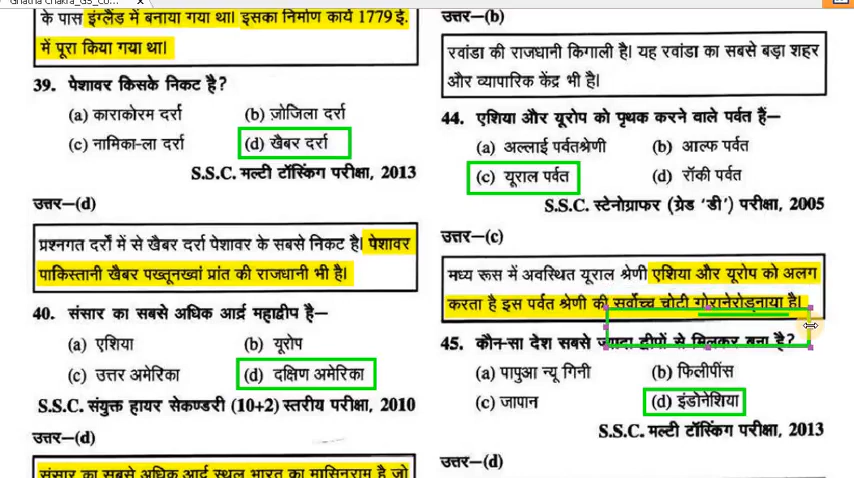 Ghatna Chakra_GS_Co...
के पास इंग्लैंड में बनाया गया था। इसका निर्माण कार्य 1779 ई.
में पूरा किया गया था।
39. पेशावर किसके निकट है?
(a) काराकोरम दर्रा (b) ज़ोजिला दर्रा
(c) नामिका-ला दर्रा (d) खैबर दर्रा
S.S.C. मल्टी टॉस्किंग परीक्षा, 2013
उत्तर–(d)
प्रश्नगत दर्रों में से खैबर दर्रा पेशावर के सबसे निकट है। पेशावर
पाकिस्तानी खैबर पख्तूनख्वां प्रांत की राजधानी भी है।
40. संसार का सबसे अधिक आर्द्र महाद्वीप है–
(a) एशिया (b) यूरोप
(c) उत्तर अमेरिका (d) दक्षिण अमेरिका
S.S.C. संयुक्त हायर सेकण्डरी (10+2) स्तरीय परीक्षा, 2010
उत्तर–(d)
संसार का सबसे अधिक आर्द्र स्थल भारत का मासिनराम है जो
उत्तर–(b)
रवांडा की राजधानी किगाली है। यह रवांडा का सबसे बड़ा शहर
और व्यापारिक केंद्र भी है।
44. एशिया और यूरोप को पृथक करने वाले पर्वत हैं–
(a) अल्लाई पर्वतश्रेणी (b) आल्फ पर्वत
(c) यूराल पर्वत (d) रॉकी पर्वत
S.S.C. स्टेनोग्राफर (ग्रेड ‘डी’) परीक्षा, 2005
उत्तर–(c)
मध्य रूस में अवस्थित यूराल श्रेणी एशिया और यूरोप को अलग
करता है इस पर्वत श्रेणी की सर्वोच्च चोटी गोरानेरोड्नाया है।
45. कौन-सा देश सबसे ज्यादा द्वीपों से मिलकर बना है?
(a) पापुआ न्यू गिनी (b) फिलीपींस
(c) जापान (d) इंडोनेशिया
S.S.C. मल्टी टॉस्किंग परीक्षा, 2013
उत्तर–(d)